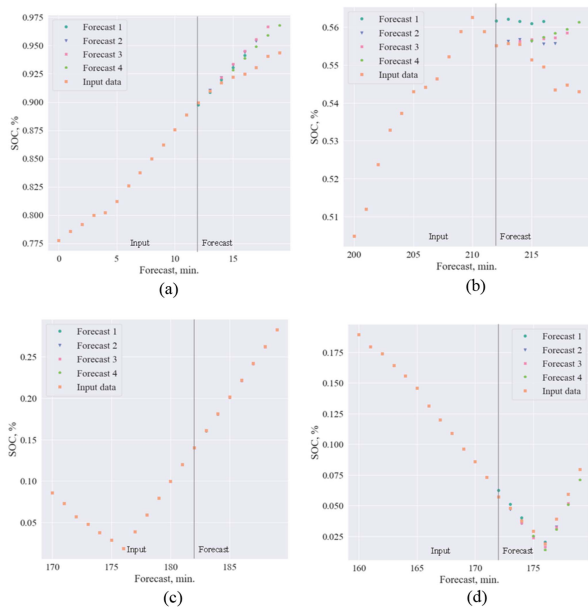 0.975
0.950
0.925
0.900
0.875
0.850
0.825
0.800
0.775
SOC, %
Forecast 1
Forecast 2
Forecast 3
Forecast 4
Input data
Input
Forecast
0
5
10
15
Forecast, min.
(a)
0.56
0.55
0.54
0.53
0.52
0.51
SOC, %
Forecast 1
Forecast 2
Forecast 3
Forecast 4
Input data
Input
Forecast
200
205
210
215
Forecast, min.
(b)
0.25
0.20
0.15
0.10
0.05
SOC, %
Forecast 1
Forecast 2
Forecast 3
Forecast 4
Input data
Input
Forecast
170
175
180
185
Forecast, min.
(c)
0.175
0.150
0.125
0.100
0.075
0.050
0.025
SOC, %
Forecast 1
Forecast 2
Forecast 3
Forecast 4
Input data
Input
Forecast
160
165
170
175
Forecast, min.
(d)